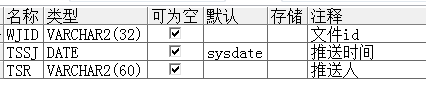 名称 类型 可为空 默认 存储 注释
WJID VARCHAR2(32) 文件id
TSSJ DATE sysdate 推送时间
TSR VARCHAR2(60) 推送人